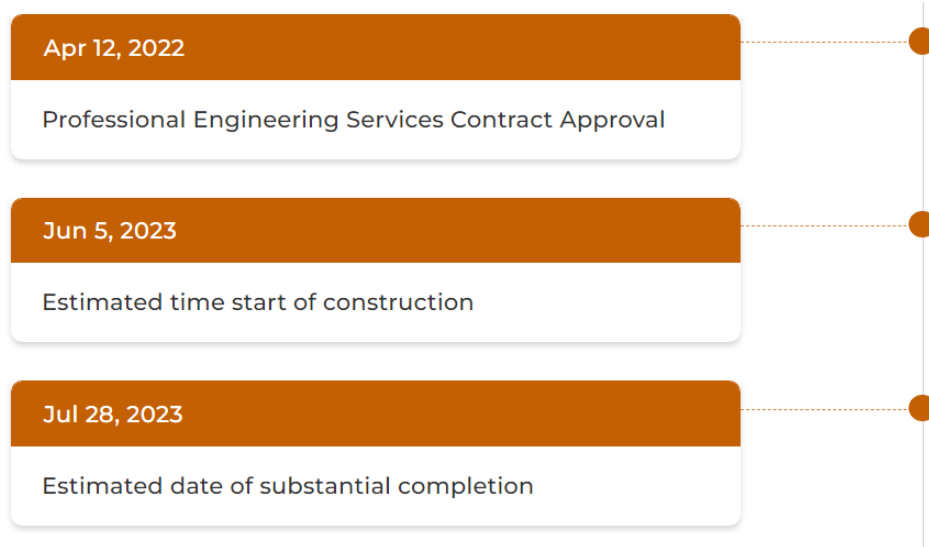 Apr 12, 2022
Professional Engineering Services Contract Approval
Jun 5, 2023
Estimated time start of construction
Jul 28, 2023
Estimated date of substantial completion